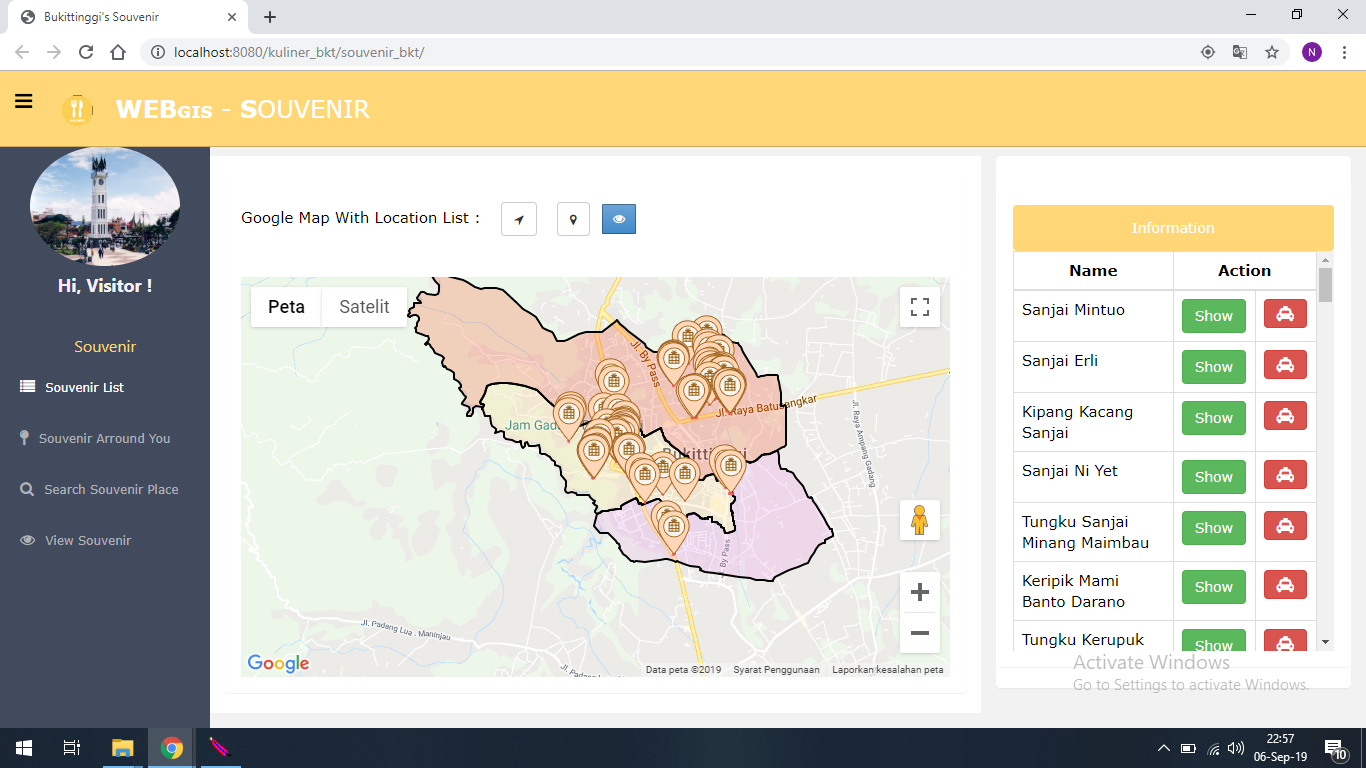 Bukittinggi's Souvenir
localhost:8080/kuliner_bkt/souvenir_bkt/
N
WEBGIS - SOUVENIR
Hi, Visitor !
Souvenir
Souvenir List
Souvenir Arround You
Search Souvenir Place
View Souvenir
Google Map With Location List :
Peta
Satelit
Jl. By Pass
Jl. Raya Batusangkar
Jl. Raya Ampang Gadang
Jam Gad
Bukittinggi
By Pass
Jl. Padang Lua - Maninjau
Jl. Padang
Google
Data peta ©2019
Syarat Penggunaan
Laporkan kesalahan peta
Information
Name Action
Sanjai Mintuo Show
Sanjai Erli Show
Kipang Kacang Show
Sanjai
Sanjai Ni Yet Show
Tungku Sanjai Show
Minang Maimbau
Keripik Mami Show
Banto Darano
Tungku Kerupuk Show
Activate Windows
Go to Settings to activate Windows.
22:57
06-Sep-19
10